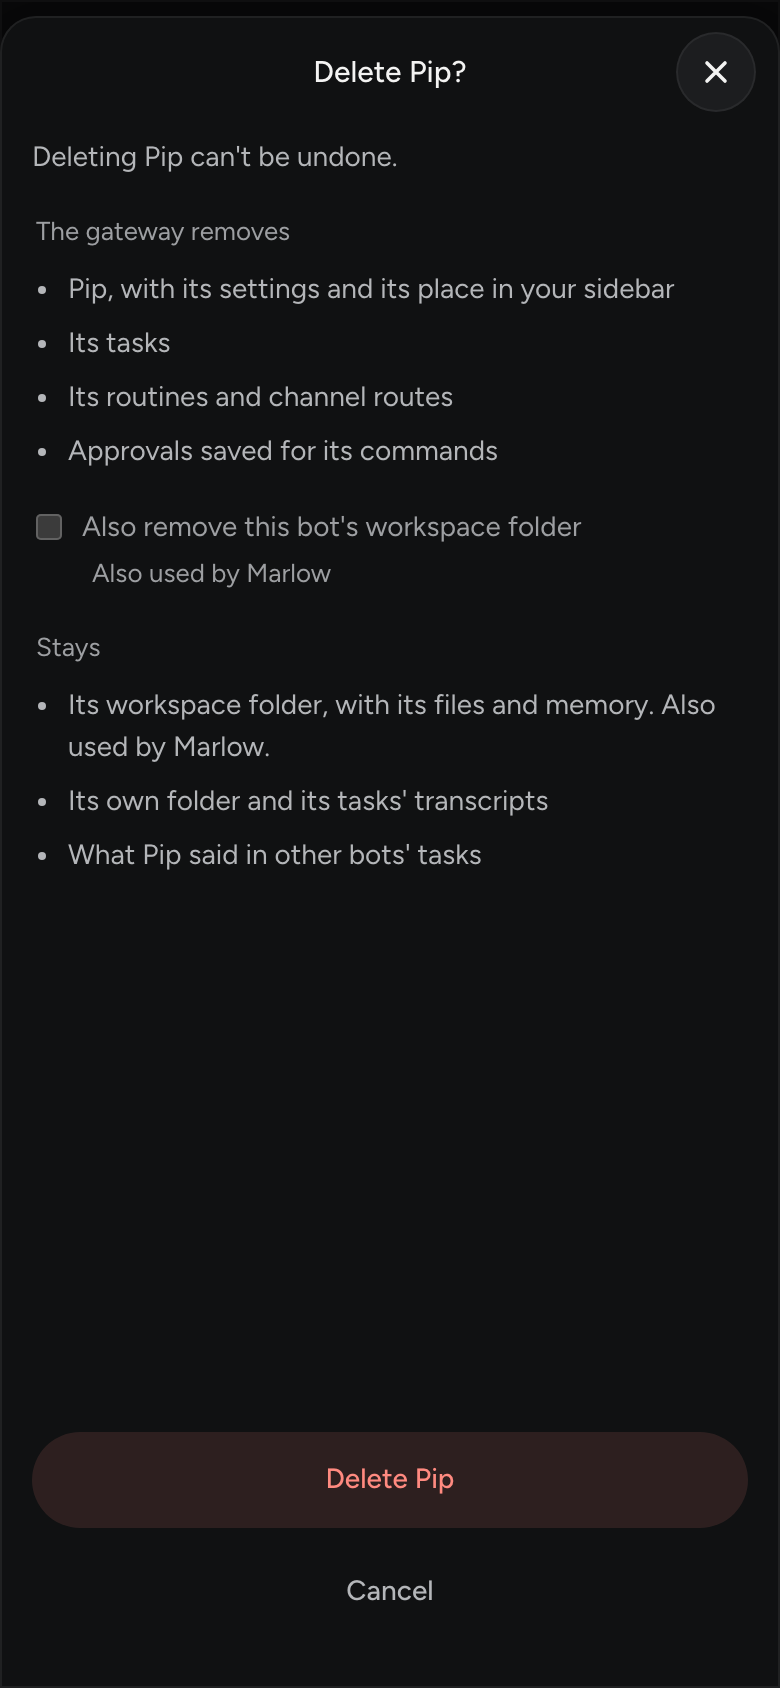 Delete Pip?
Deleting Pip can't be undone.
The gateway removes
• Pip, with its settings and its place in your sidebar
• Its tasks
• Its routines and channel routes
• Approvals saved for its commands
Also remove this bot's workspace folder
Also used by Marlow
Stays
• Its workspace folder, with its files and memory. Also
used by Marlow.
• Its own folder and its tasks' transcripts
• What Pip said in other bots' tasks
Delete Pip
Cancel